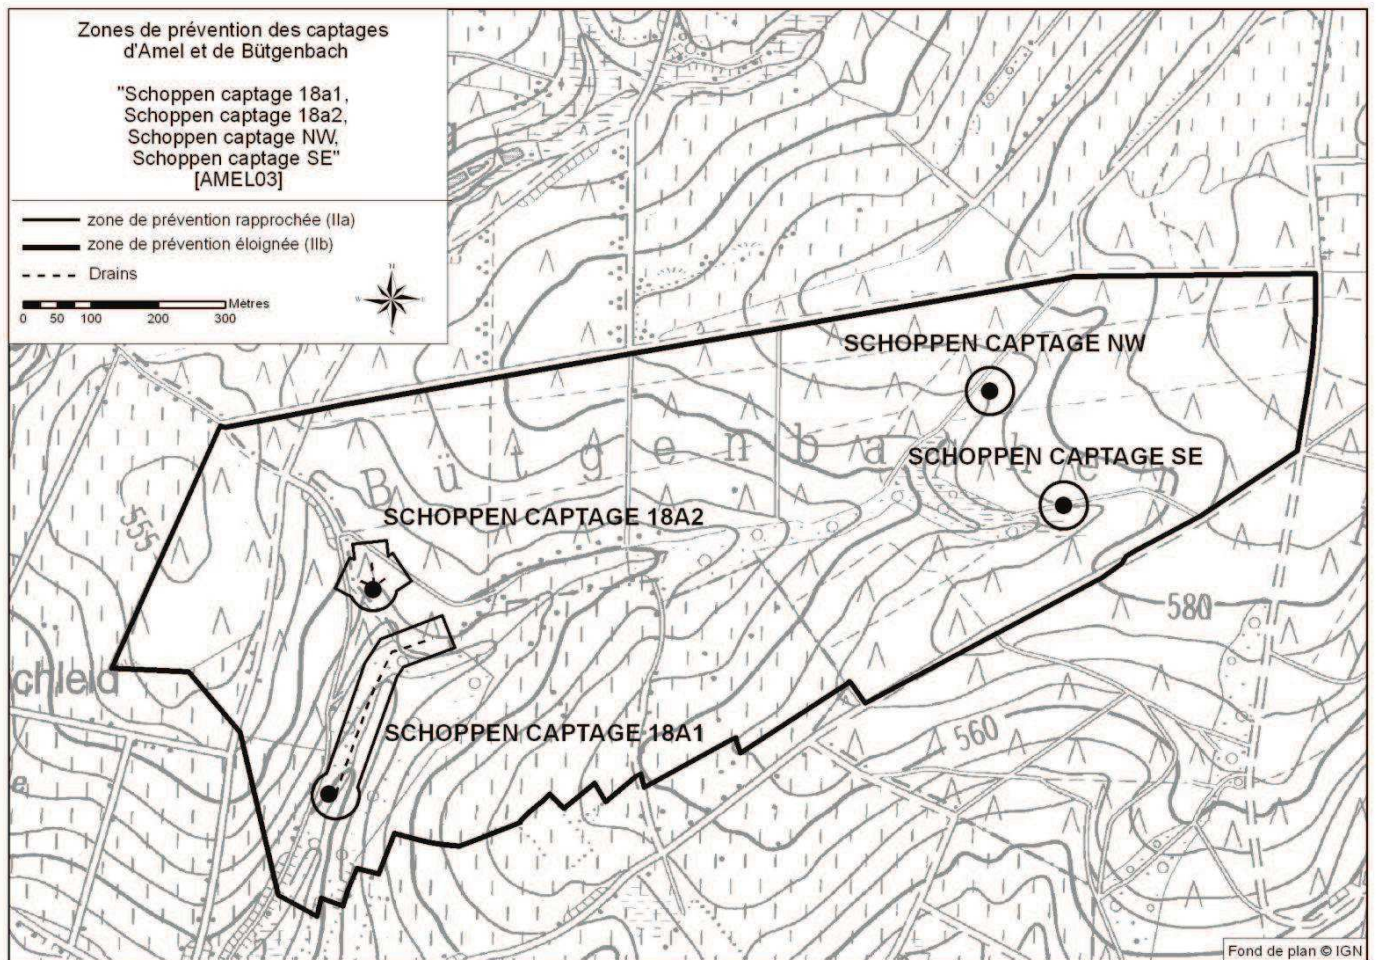 Zones de prévention des captages
d'Amel et de Bütgenbach
"Schoppen captage 18a1,
Schoppen captage 18a2,
Schoppen captage NW,
Schoppen captage SE"
[AMEL03]
zone de prévention rapprochée (IIa)
zone de prévention éloignée (IIb)
Drains
Mètres
0 50 100 200 300
N
W E
S
SCHOPPEN CAPTAGE NW
SCHOPPEN CAPTAGE SE
SCHOPPEN CAPTAGE 18A2
555
580
SCHOPPEN CAPTAGE 18A1
560
Fond de plan © IGN